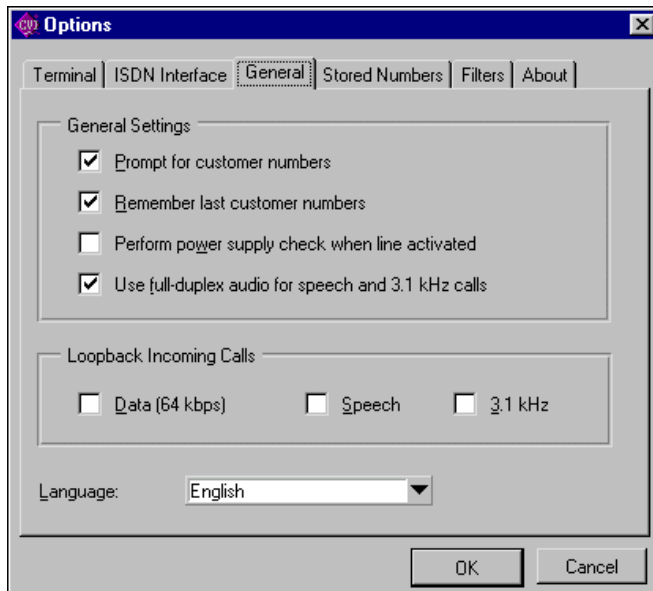 CVI Options
Terminal ISDN Interface General Stored Numbers Filters About
General Settings
Prompt for customer numbers
Remember last customer numbers
Perform power supply check when line activated
Use full-duplex audio for speech and 3.1 kHz calls
Loopback Incoming Calls
Data (64 kbps) Speech 3.1 kHz
Language: English
OK Cancel